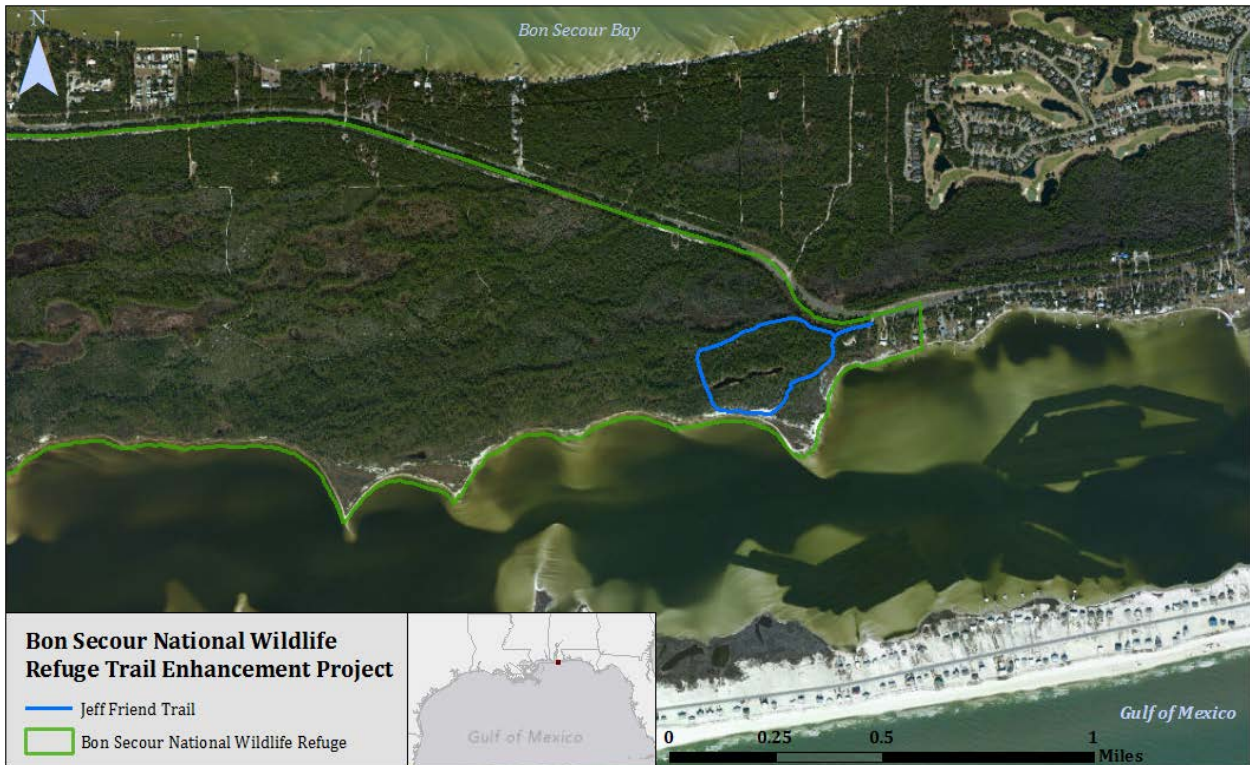 N
Bon Secour Bay
Bon Secour National Wildlife
Refuge Trail Enhancement Project
Jeff Friend Trail
Bon Secour National Wildlife Refuge
Gulf of Mexico
Gulf of Mexico
0 0.25 0.5 1
Miles